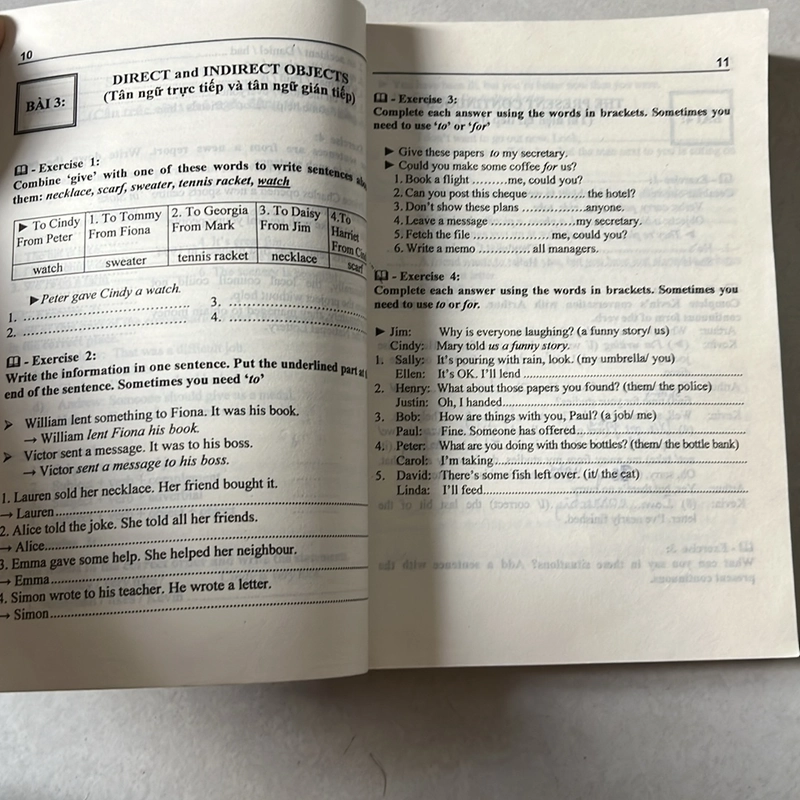 10
BÀI 3:
DIRECT and INDIRECT OBJECTS
(Tân ngữ trực tiếp và tân ngữ gián tiếp)
- Exercise 1:
Combine 'give' with one of these words to write sentences
them: necklace, scarf, sweater, tennis racket, watch
► To Cindy From Peter | 1. To Tommy From Fiona | 2. To Georgia From Mark | 3. To Daisy From Jim | 4.To Harriet From
watch | sweater | tennis racket | necklace | scarf
►Peter gave Cindy a watch.
1. ............................................ 3. ....................................
2. ............................................ 4. ....................................
- Exercise 2:
Write the information in one sentence. Put the underlined part at
end of the sentence. Sometimes you need 'to'
➢ William lent something to Fiona. It was his book.
→ William lent Fiona his book.
➢ Victor sent a message. It was to his boss.
→ Victor sent a message to his boss.
1. Lauren sold her necklace. Her friend bought it.
→ Lauren....................................................
2. Alice told the joke. She told all her friends.
→ Alice....................................................
3. Emma gave some help. She helped her neighbour.
→ Emma....................................................
4. Simon wrote to his teacher. He wrote a letter.
→ Simon....................................................
11
- Exercise 3:
Complete each answer using the words in brackets. Sometimes you
need to use 'to' or 'for'
► Give these papers to my secretary.
► Could you make some coffee for us?
1. Book a flight .........me, could you?
2. Can you post this cheque ............... the hotel?
3. Don't show these plans .................anyone.
4. Leave a message .....................my secretary.
5. Fetch the file .................... me, could you?
6. Write a memo ............. all managers.
- Exercise 4:
Complete each answer using the words in brackets. Sometimes you
need to use to or for.
► Jim: Why is everyone laughing? (a funny story/ us)
Cindy: Mary told us a funny story.
1. Sally: It's pouring with rain, look. (my umbrella/ you)
Ellen: It's OK. I'll lend ....................................................
2. Henry: What about those papers you found? (them/ the police)
Justin: Oh, I handed....................................................
3. Bob: How are things with you, Paul? (a job/ me)
Paul: Fine. Someone has offered....................................
4. Peter: What are you doing with those bottles? (them/ the bottle bank)
Carol: I'm taking....................................................
5. David: There's some fish left over. (it/ the cat)
Linda: I'll feed....................................................